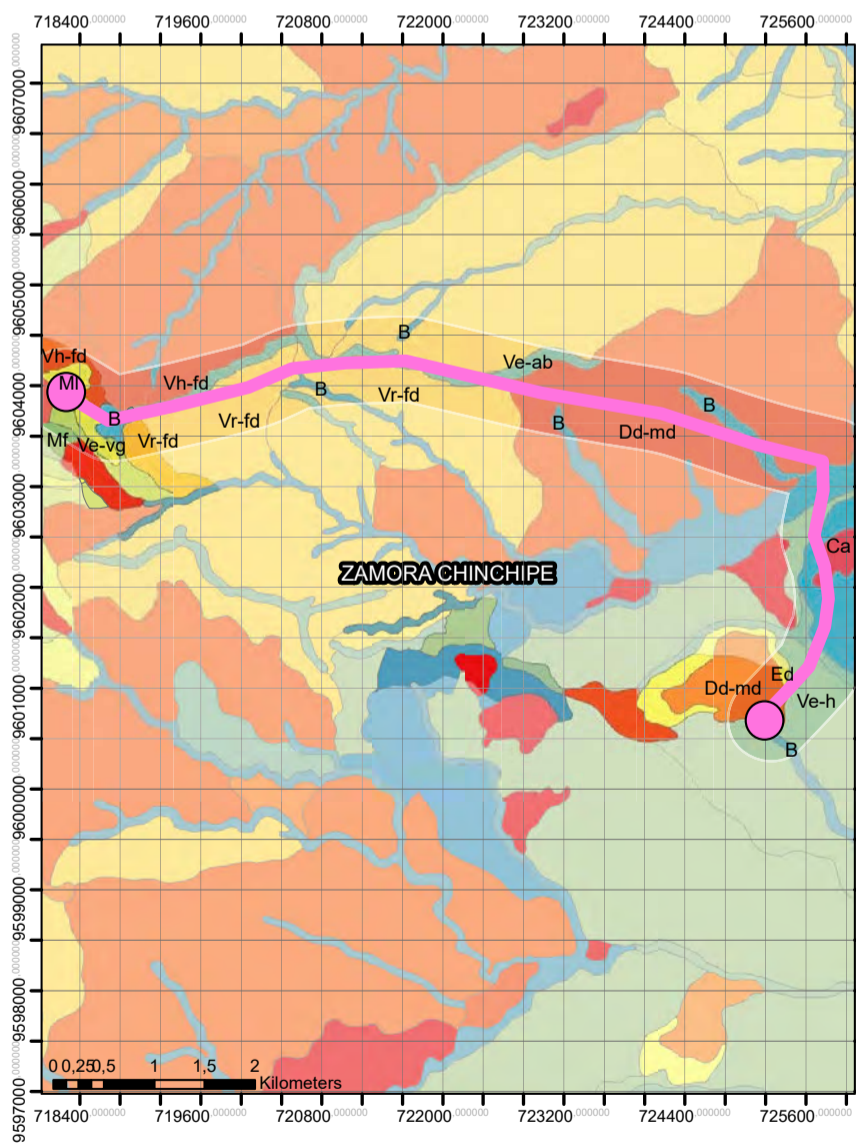 718400.000000 719600.000000 720800.000000 722000.000000 723200.000000 724400.000000 725600.000000
9607000.000000
9606000.000000
9605000.000000
9604000.000000
9603000.000000
9602000.000000
9601000.000000
9600000.000000
9599000.000000
9598000.000000
9597000.000000
B
Vh-fd
Ve-ab
Ml
Vh-fd
B
Vr-fd
B
B
Vr-fd
B
Dd-md
Mf
Ve-vg
Vr-fd
Ca
ZAMORA CHINCHIPE
Ed
Dd-md
Ve-h
B
0 0,25 0,5 1 1,5 2
Kilometers
718400.000000 719600.000000 720800.000000 722000.000000 723200.000000 724400.000000 725600.000000